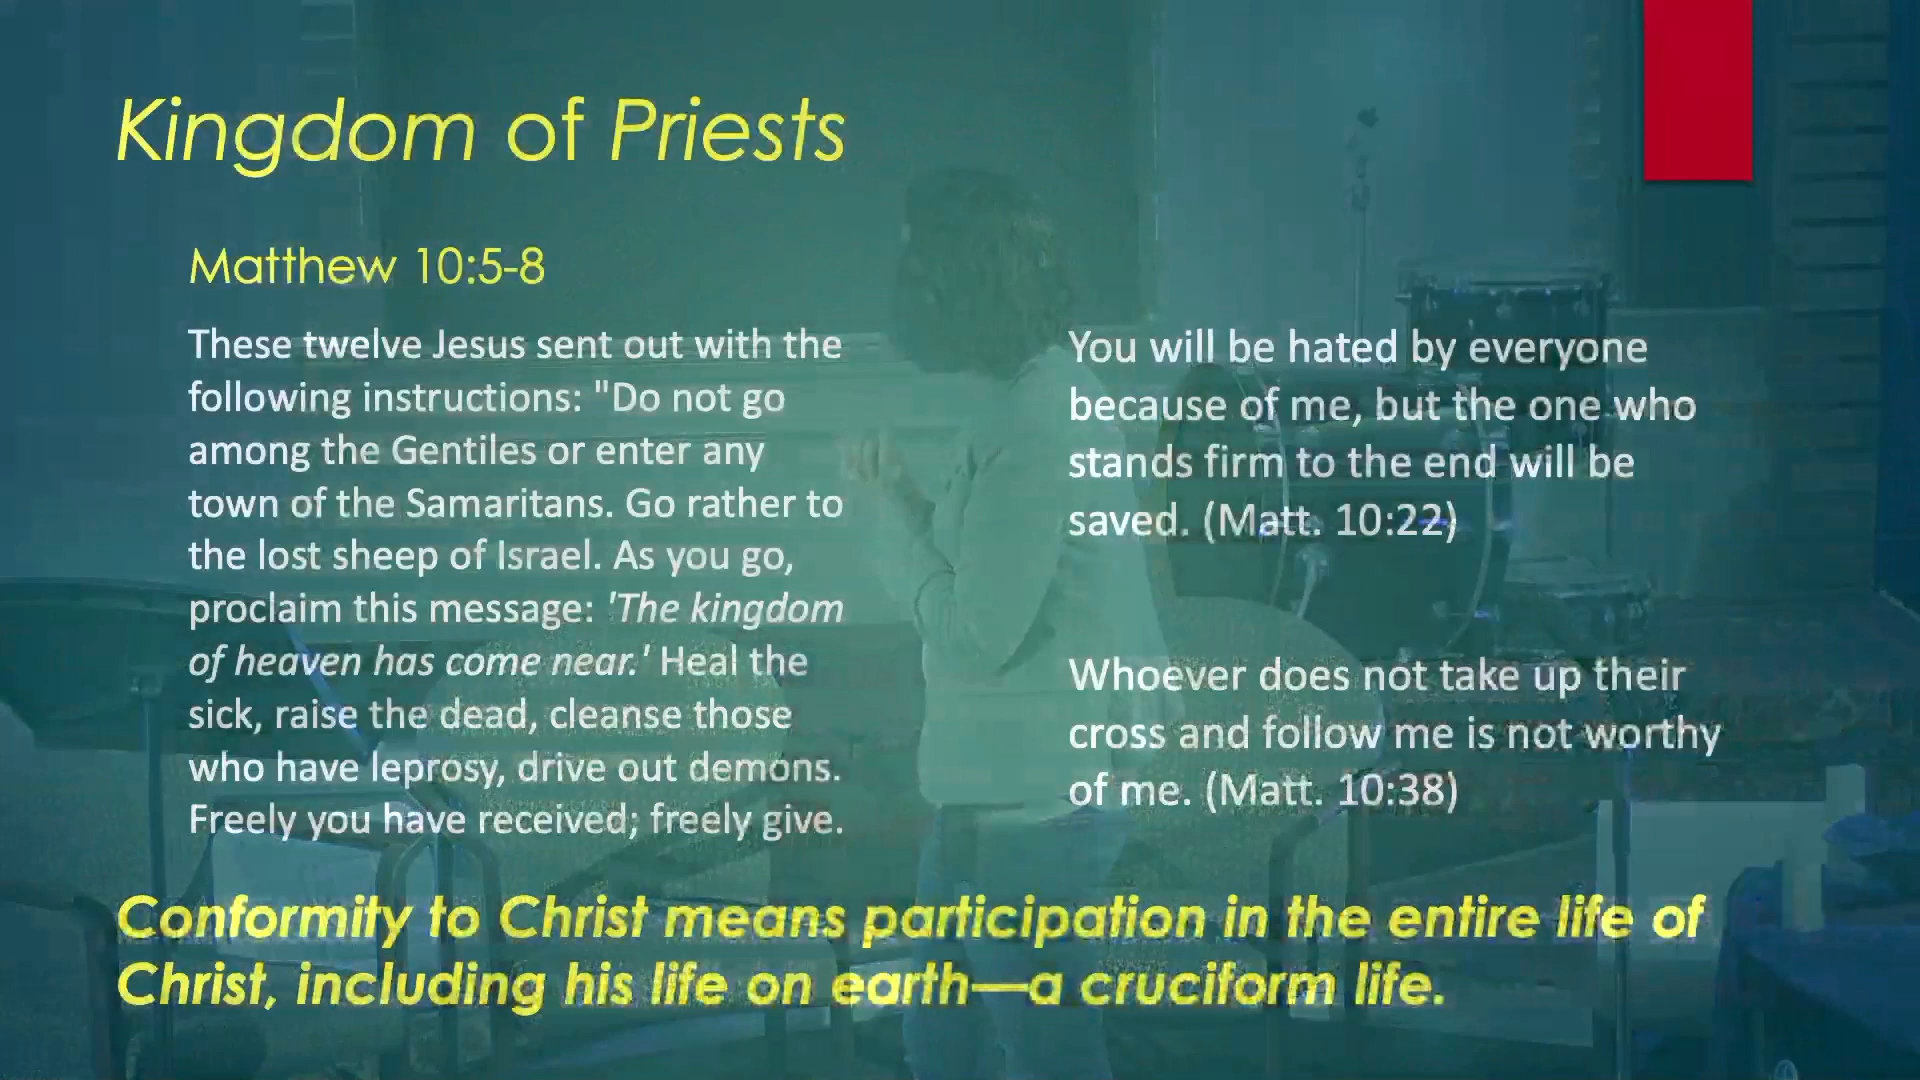 Kingdom of Priests
Matthew 10:5-8
These twelve Jesus sent out with the
following instructions: "Do not go
among the Gentiles or enter any
town of the Samaritans. Go rather to
the lost sheep of Israel. As you go,
proclaim this message: 'The kingdom
of heaven has come near.' Heal the
sick, raise the dead, cleanse those
who have leprosy, drive out demons.
Freely you have received; freely give.
You will be hated by everyone
because of me, but the one who
stands firm to the end will be
saved. (Matt. 10:22)
Whoever does not take up their
cross and follow me is not worthy
of me. (Matt. 10:38)
Conformity to Christ means participation in the entire life of
Christ, including his life on earth—a cruciform life.